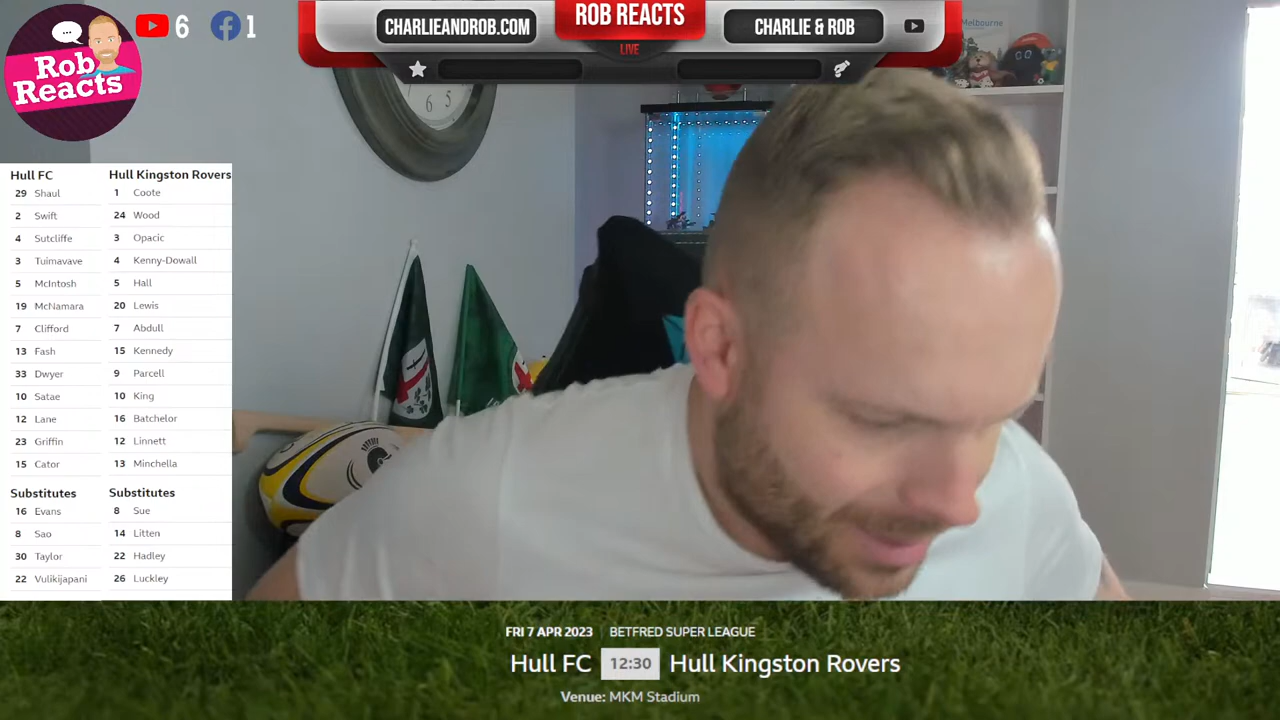 Rob
Reacts
6
1
CHARLIEANDROB.COM
ROB REACTS
LIVE
CHARLIE & ROB
Melbourne
6 5
Hull FC
29 Shaul
2 Swift
4 Sutcliffe
3 Tuimavave
5 McIntosh
19 McNamara
7 Clifford
13 Fash
33 Dwyer
10 Satae
12 Lane
23 Griffin
15 Cator
Substitutes
16 Evans
8 Sao
30 Taylor
22 Vulikijapani
Hull Kingston Rovers
1 Coote
24 Wood
3 Opacic
4 Kenny-Dowall
5 Hall
20 Lewis
7 Abdull
15 Kennedy
9 Parcell
10 King
16 Batchelor
12 Linnett
13 Minchella
Substitutes
8 Sue
14 Litten
22 Hadley
26 Luckley
FRI 7 APR 2023 | BETFRED SUPER LEAGUE
Hull FC 12:30 Hull Kingston Rovers
Venue: MKM Stadium